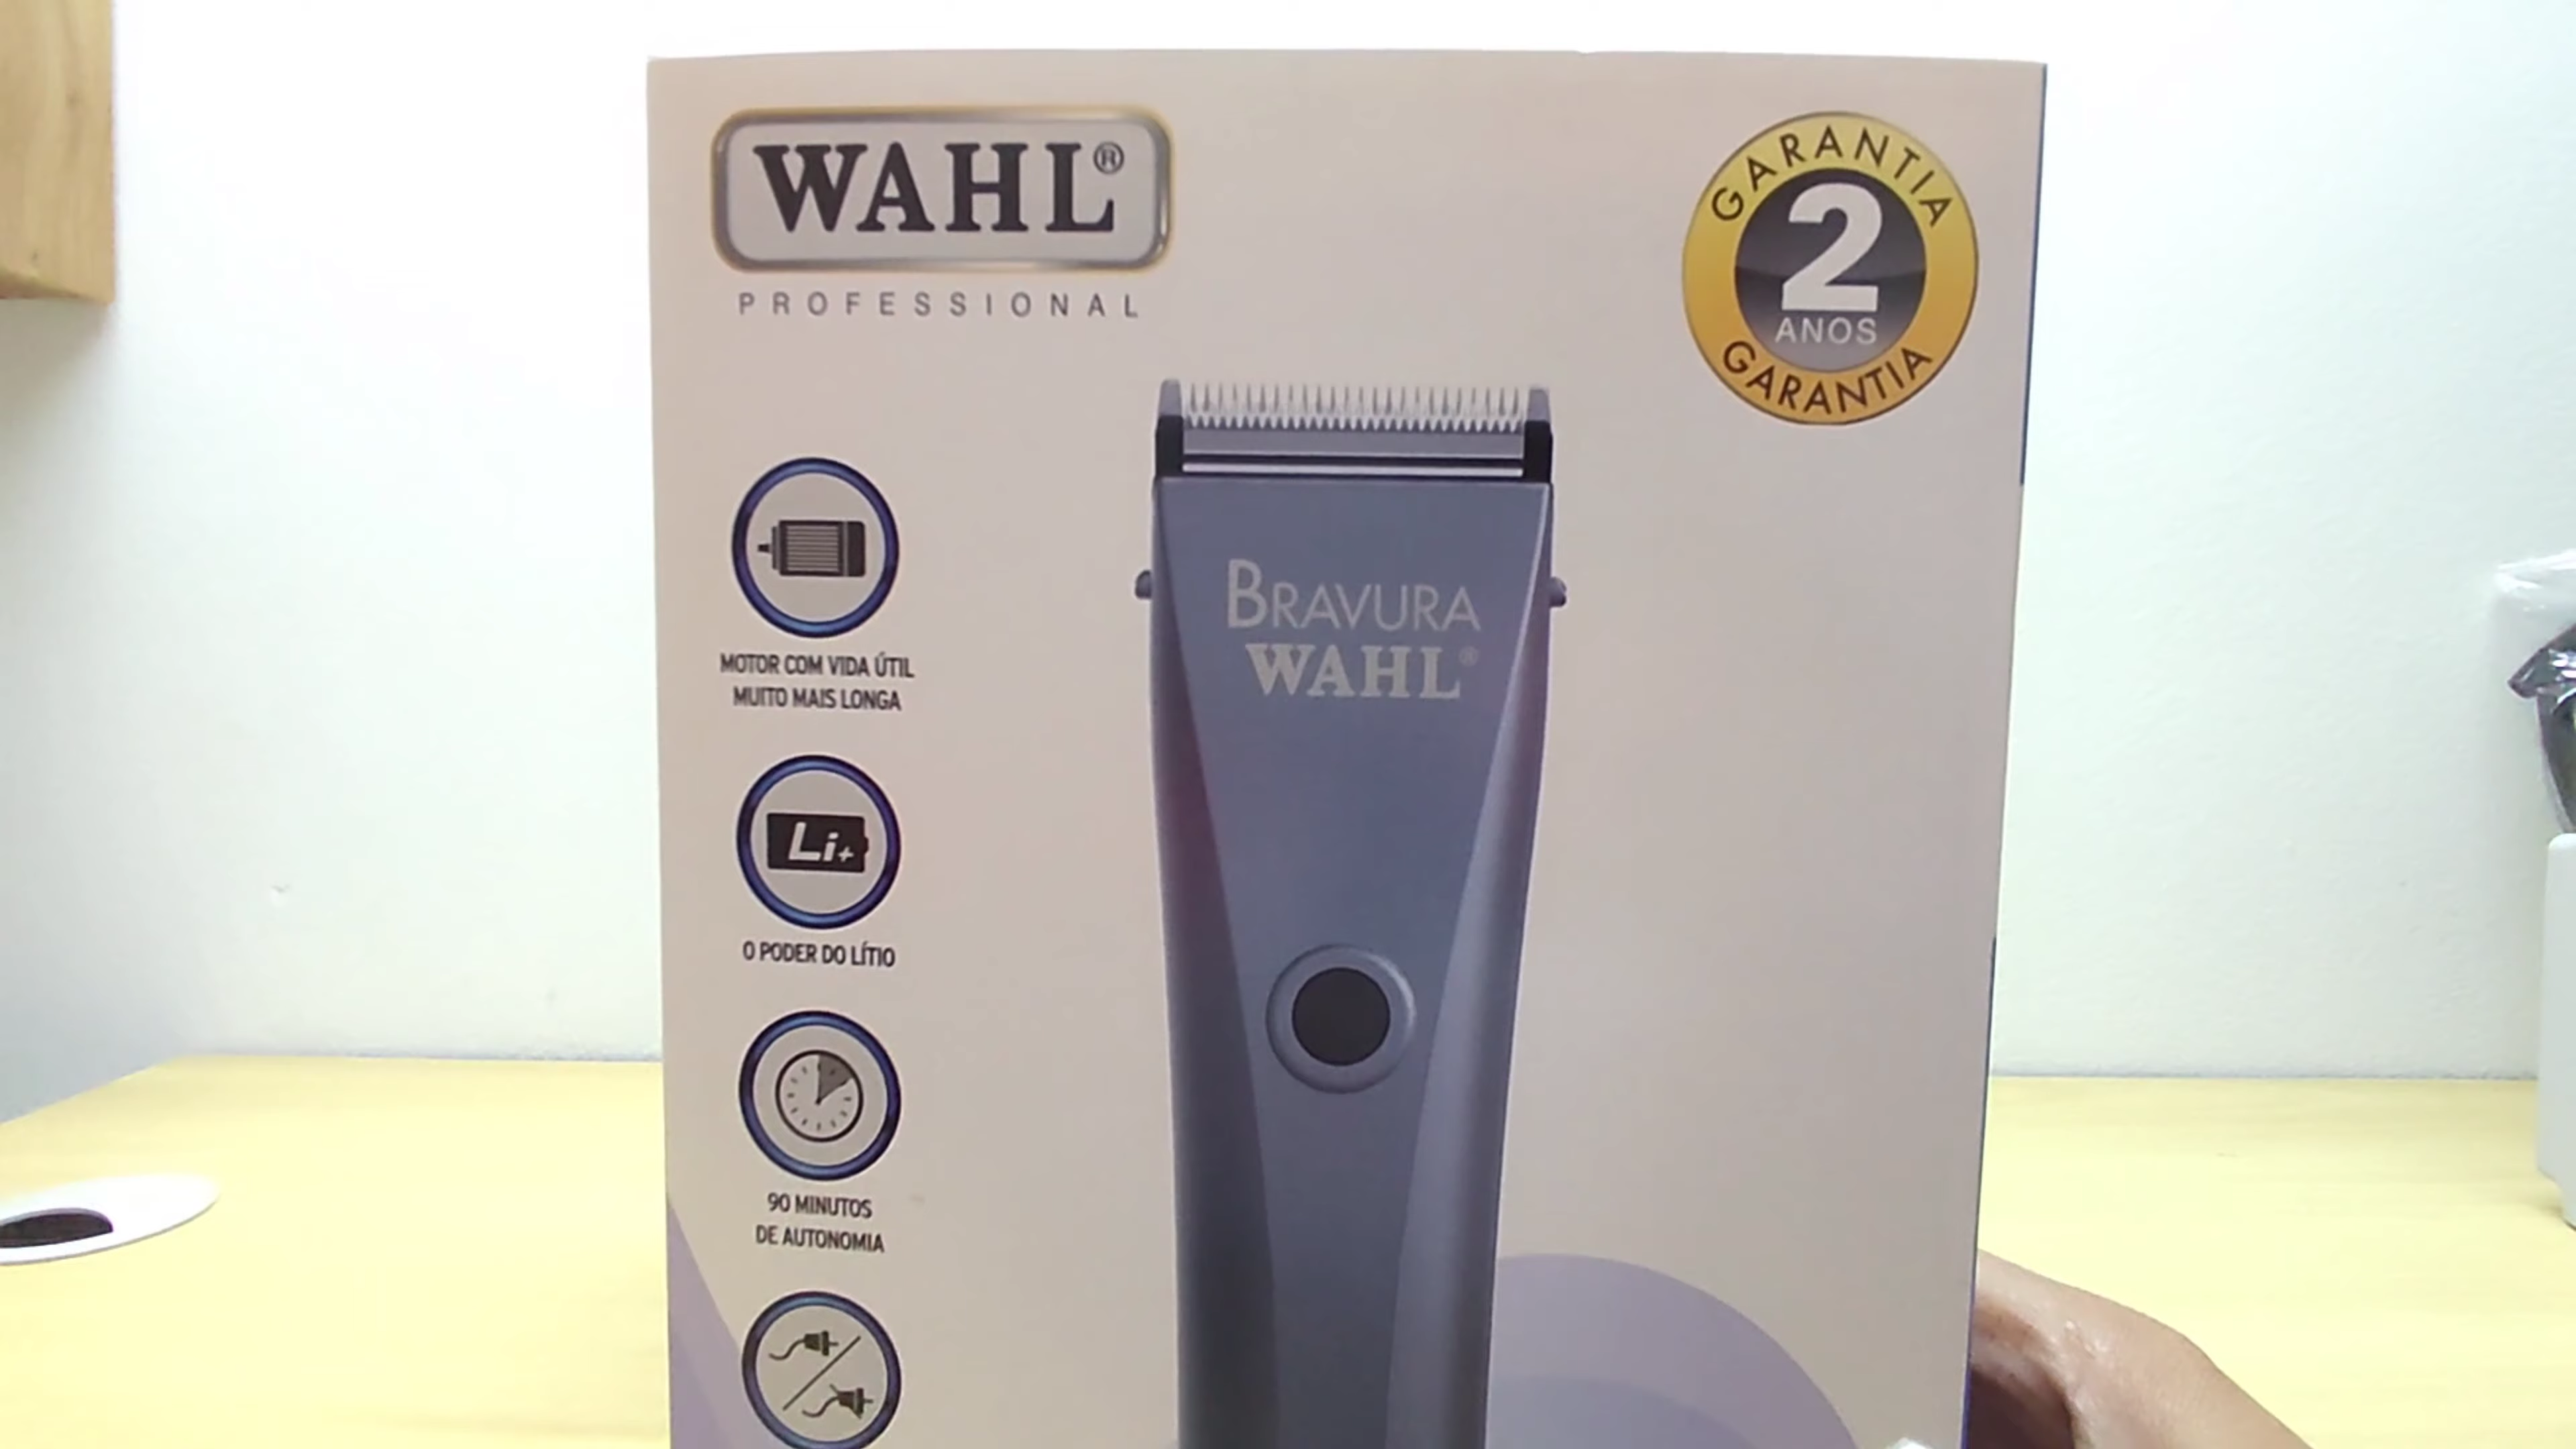 WAHL®
PROFESSIONAL
GARANTIA
2
ANOS
GARANTIA
BRAVURA
WAHL®
MOTOR COM VIDA ÚTIL
MUITO MAIS LONGA
Li+
O PODER DO LÍTIO
90 MINUTOS
DE AUTONOMIA